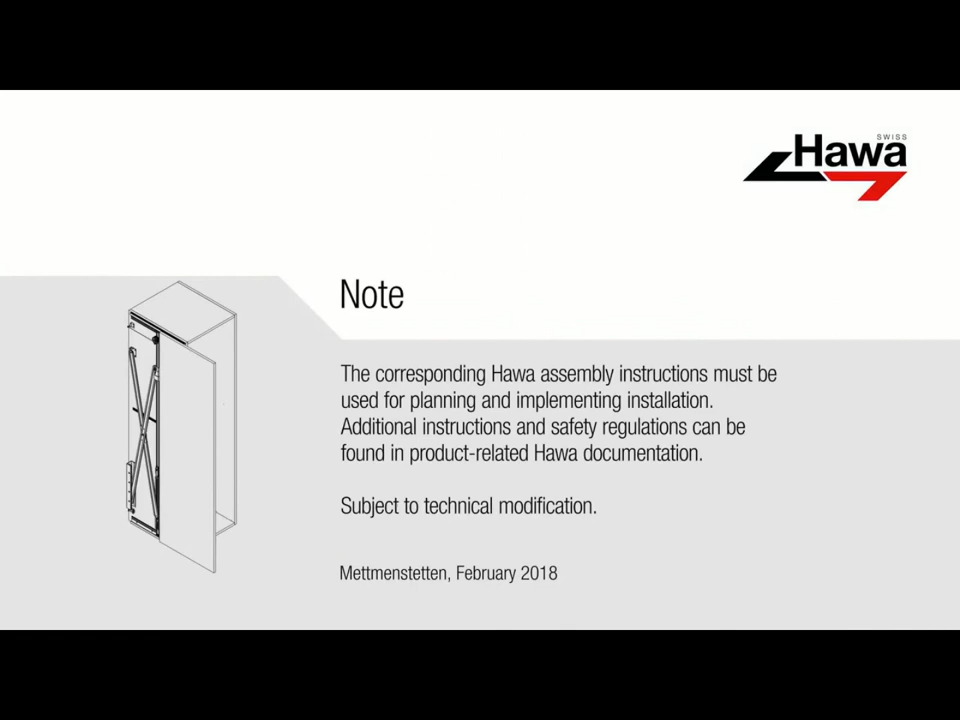 SWISS
Hawa
Note
The corresponding Hawa assembly instructions must be
used for planning and implementing installation.
Additional instructions and safety regulations can be
found in product-related Hawa documentation.
Subject to technical modification.
Mettmenstetten, February 2018